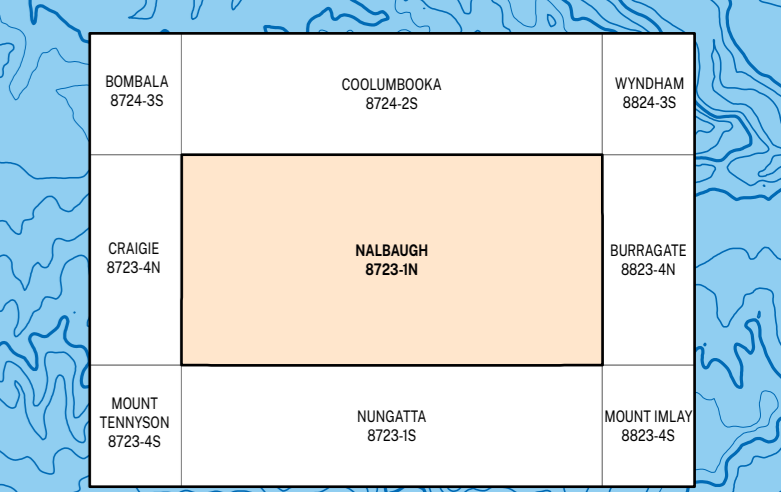 BOMBALA
8724-3S
COOLUMBOOKA
8724-2S
WYNDHAM
8824-3S
CRAIGIE
8723-4N
NALBAUGH
8723-1N
BURRAGATE
8823-4N
MOUNT
TENNYSON
8723-4S
NUNGATTA
8723-1S
MOUNT IMLAY
8823-4S